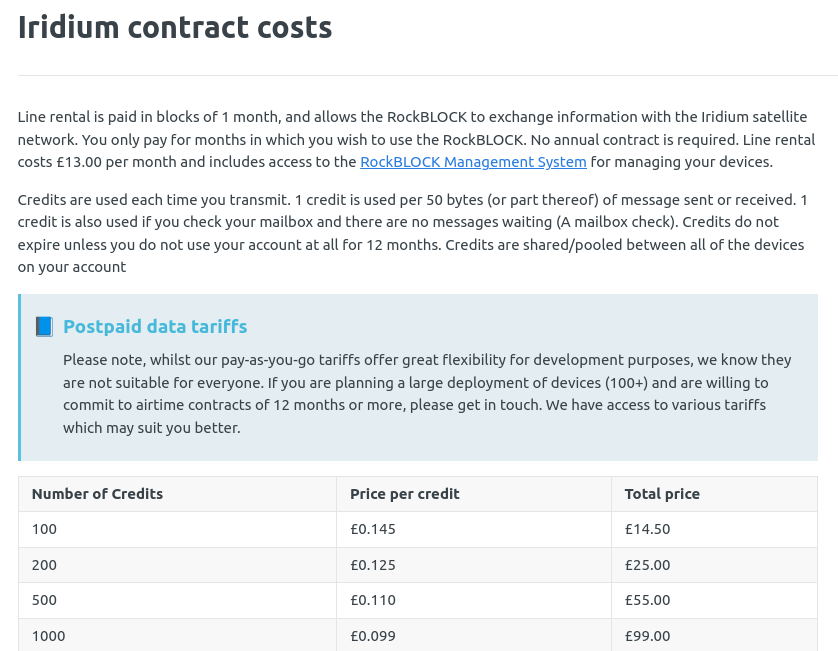 Iridium contract costs
Line rental is paid in blocks of 1 month, and allows the RockBLOCK to exchange information with the Iridium satellite
network. You only pay for months in which you wish to use the RockBLOCK. No annual contract is required. Line rental
costs £13.00 per month and includes access to the RockBLOCK Management System for managing your devices.
Credits are used each time you transmit. 1 credit is used per 50 bytes (or part thereof) of message sent or received. 1
credit is also used if you check your mailbox and there are no messages waiting (A mailbox check). Credits do not
expire unless you do not use your account at all for 12 months. Credits are shared/pooled between all of the devices
on your account
Postpaid data tariffs
Please note, whilst our pay-as-you-go tariffs offer great flexibility for development purposes, we know they
are not suitable for everyone. If you are planning a large deployment of devices (100+) and are willing to
commit to airtime contracts of 12 months or more, please get in touch. We have access to various tariffs
which may suit you better.
Number of Credits Price per credit Total price
100 £0.145 £14.50
200 £0.125 £25.00
500 £0.110 £55.00
1000 £0.099 £99.00